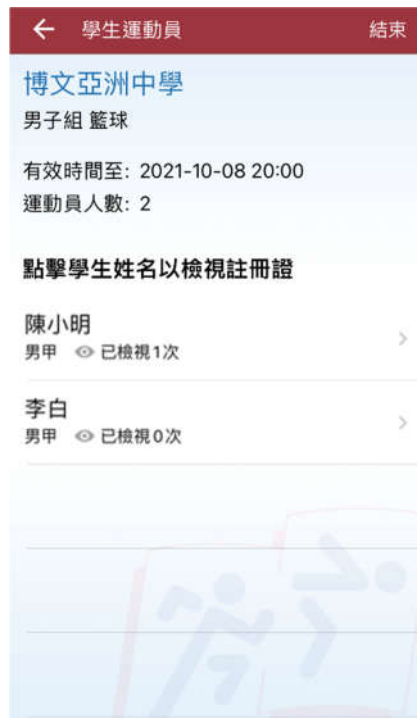 學生運動員 結束
博文亞洲中學
男子組 籃球
有效時間至: 2021-10-08 20:00
運動員人數: 2
點擊學生姓名以檢視註冊證
陳小明
男甲 已檢視1次
李白
男甲 已檢視0次